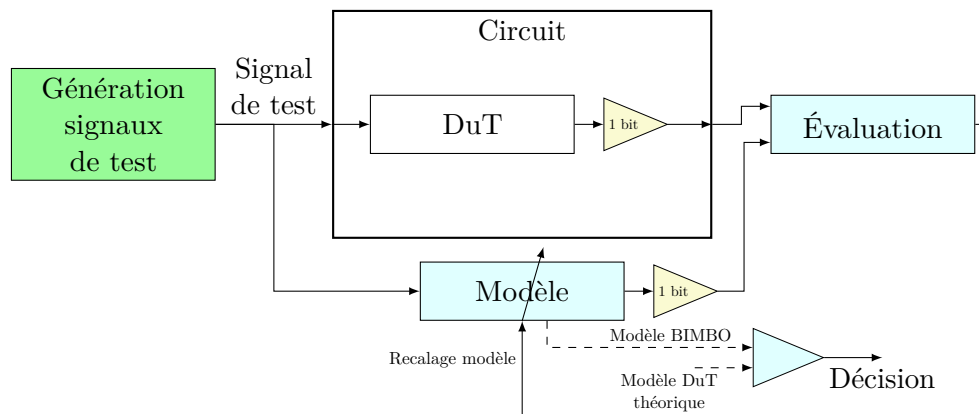 Circuit
Génération
signaux
de test
Signal
de test
DuT
1 bit
Évaluation
Modèle
1 bit
Modèle BIMBO
Recalage modèle
Modèle DuT
théorique
Décision